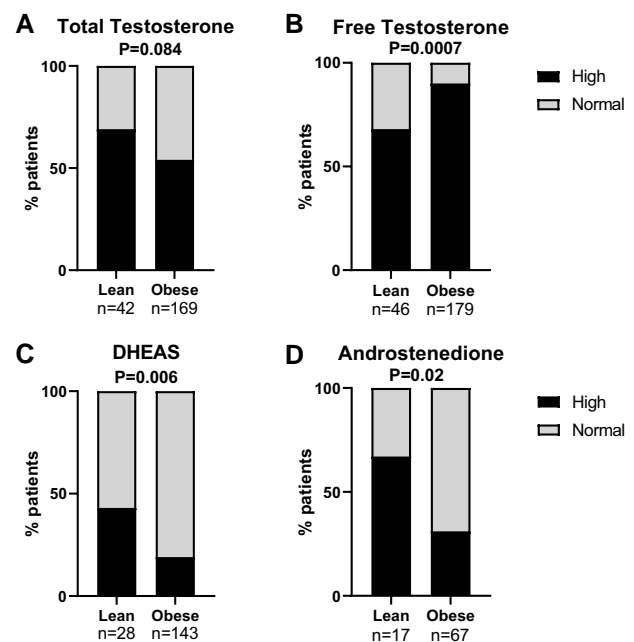 A Total Testosterone
P=0.084
100
50
0
% patients
Lean Obese
n=42 n=169
B Free Testosterone
P=0.0007
100
50
0
% patients
Lean Obese
n=46 n=179
High
Normal
C DHEAS
P=0.006
100
50
0
% patients
Lean Obese
n=28 n=143
D Androstenedione
P=0.02
100
50
0
% patients
Lean Obese
n=17 n=67
High
Normal